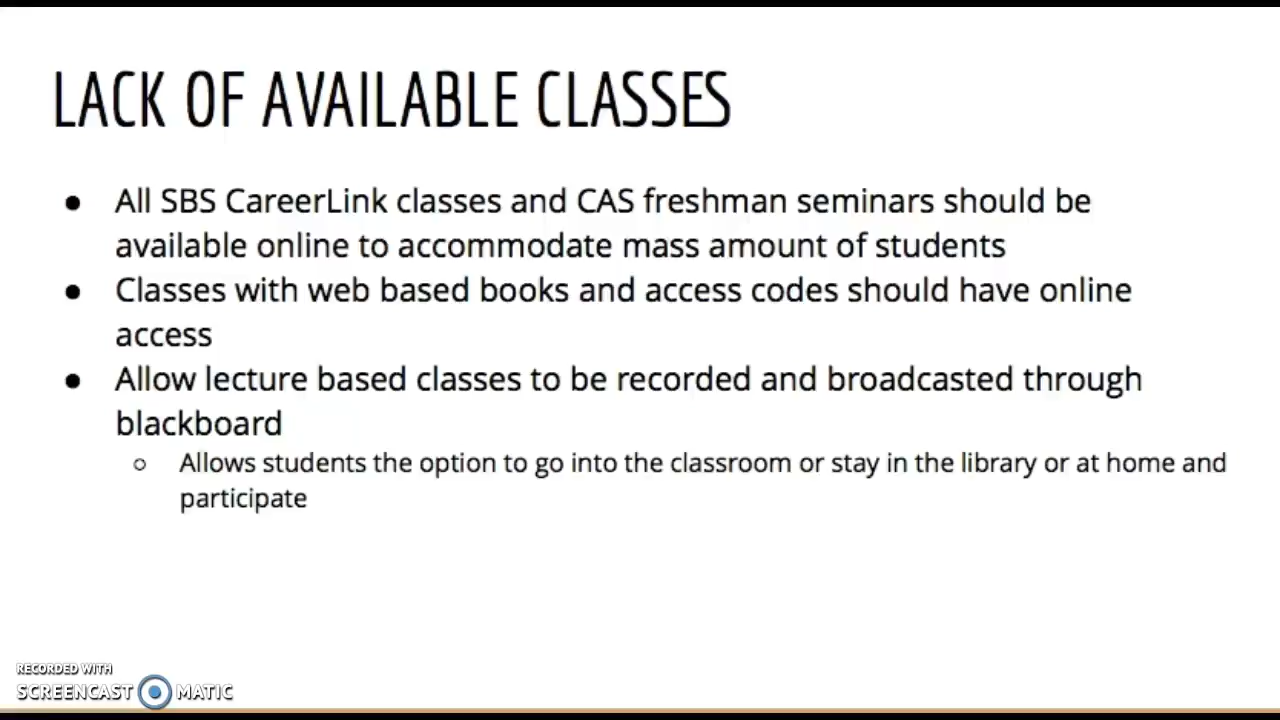 LACK OF AVAILABLE CLASSES
● All SBS CareerLink classes and CAS freshman seminars should be
available online to accommodate mass amount of students
● Classes with web based books and access codes should have online
access
● Allow lecture based classes to be recorded and broadcasted through
blackboard
○ Allows students the option to go into the classroom or stay in the library or at home and
participate
RECORDED WITH
SCREENCAST MATIC